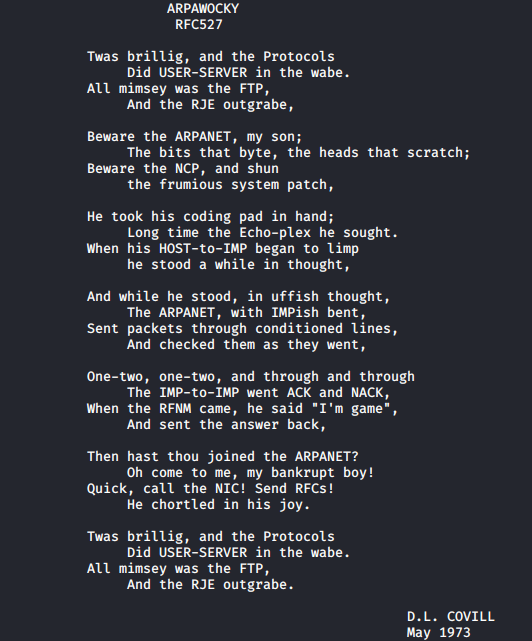 ARPAWOCKY
RFC527
Twas brillig, and the Protocols
Did USER-SERVER in the wabe.
All mimsey was the FTP,
And the RJE outgrabe,
Beware the ARPANET, my son;
The bits that byte, the heads that scratch;
Beware the NCP, and shun
the frumious system patch,
He took his coding pad in hand;
Long time the Echo-plex he sought.
When his HOST-to-IMP began to limp
he stood a while in thought,
And while he stood, in uffish thought,
The ARPANET, with IMPish bent,
Sent packets through conditioned lines,
And checked them as they went,
One-two, one-two, and through and through
The IMP-to-IMP went ACK and NACK,
When the RFNM came, he said "I'm game",
And sent the answer back,
Then hast thou joined the ARPANET?
Oh come to me, my bankrupt boy!
Quick, call the NIC! Send RFCs!
He chortled in his joy.
Twas brillig, and the Protocols
Did USER-SERVER in the wabe.
All mimsey was the FTP,
And the RJE outgrabe.
D.L. COVILL
May 1973